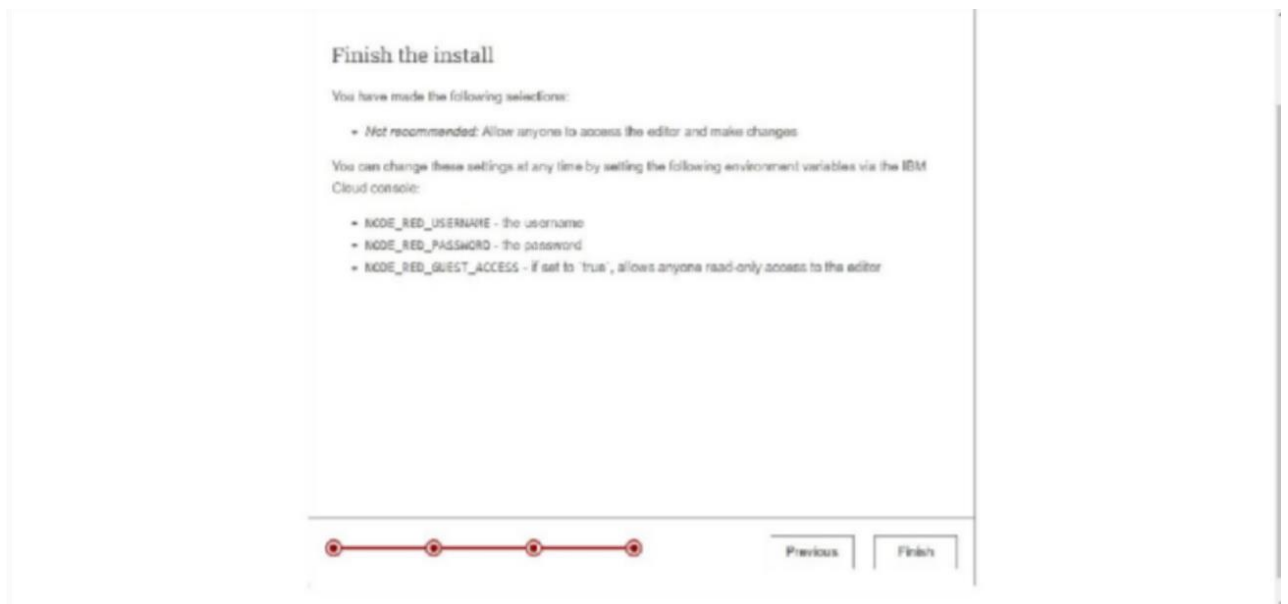 Finish the install
You have made the following selections:
• Not recommended: Allow anyone to access the editor and make changes
You can change these settings at any time by setting the following environment variables via the IBM
Cloud console:
• NODE_RED_USERNAME - the username
• NODE_RED_PASSWORD - the password
• NODE_RED_GUEST_ACCESS - if set to `true`, allows anyone read-only access to the editor
Previous Finish